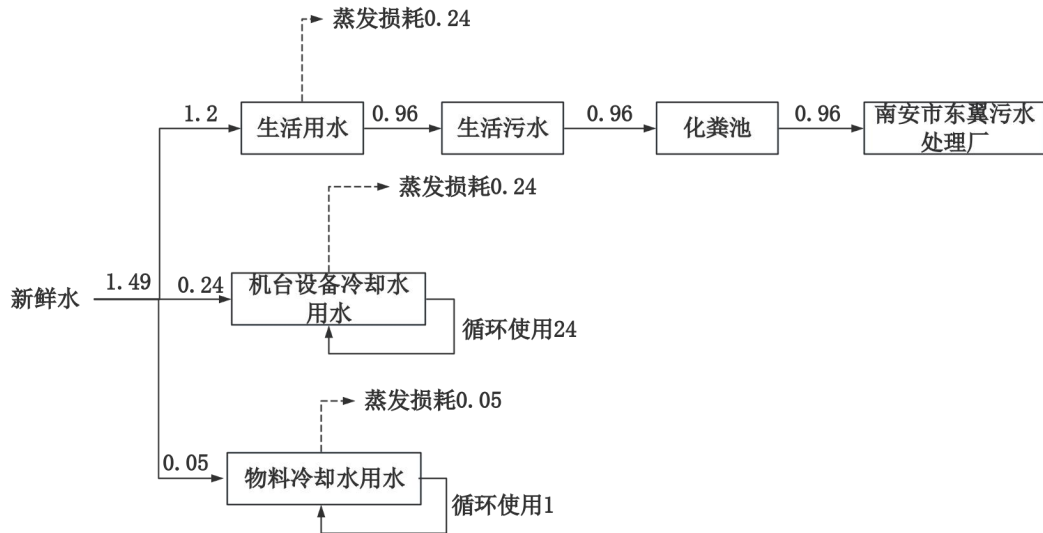 蒸发损耗0.24
1.2
生活用水
0.96
生活污水
0.96
化粪池
0.96
南安市东翼污水
处理厂
蒸发损耗0.24
新鲜水
1.49
0.24
机台设备冷却水
用水
循环使用24
蒸发损耗0.05
0.05
物料冷却水用水
循环使用1